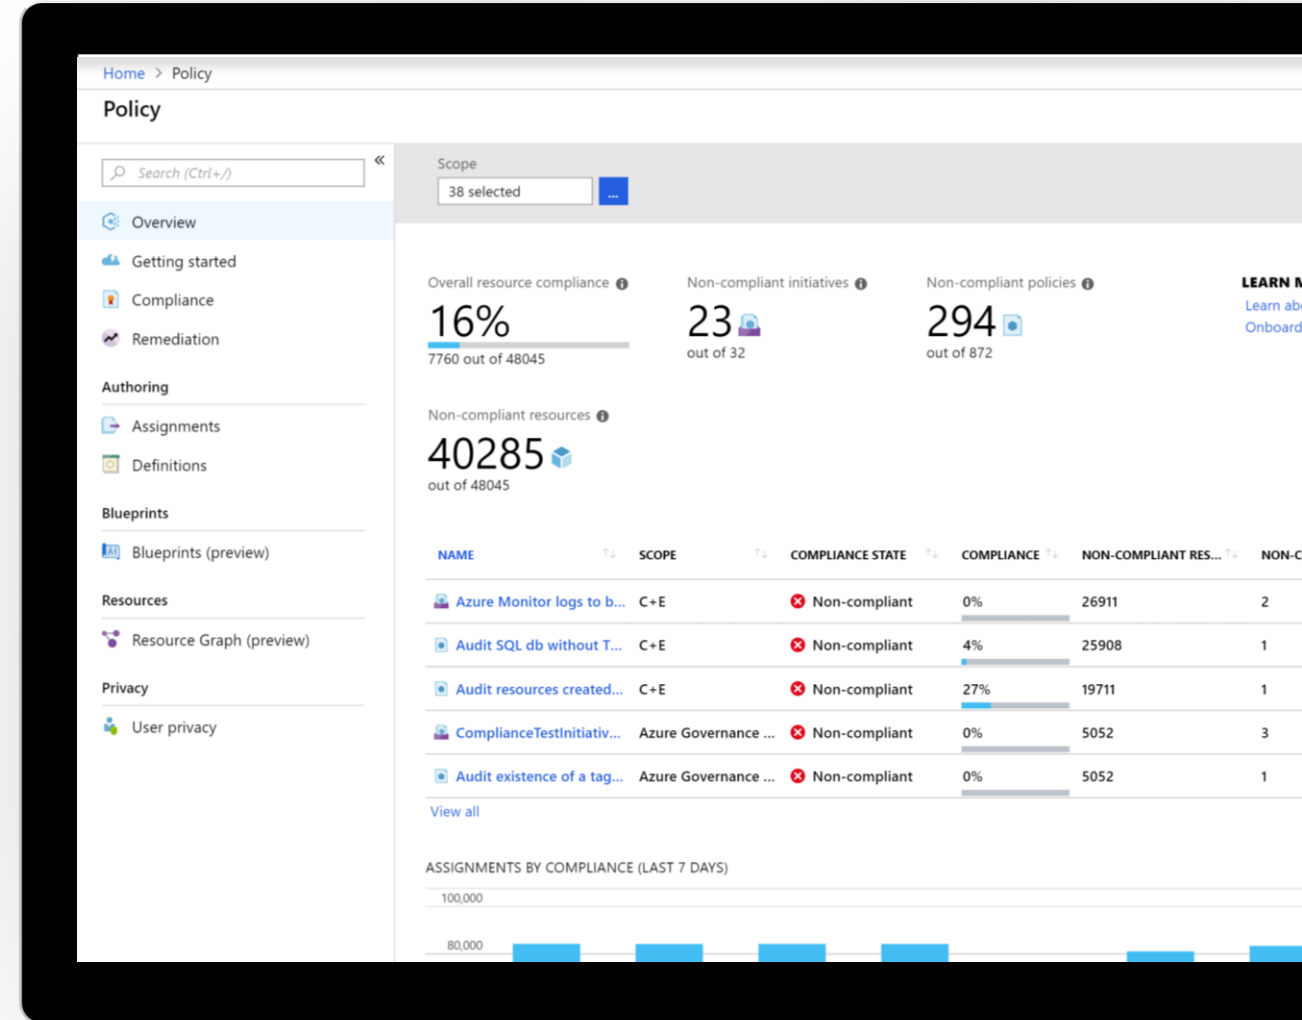 Home > Policy
Policy
Search (Ctrl+/)
«
Overview
Getting started
Compliance
Remediation
Authoring
Assignments
Definitions
Blueprints
Blueprints (preview)
Resources
Resource Graph (preview)
Privacy
User privacy
Scope
38 selected
...
Overall resource compliance
16%
7760 out of 48045
Non-compliant initiatives
23
out of 32
Non-compliant policies
294
out of 872
LEARN
Learn
Onboard
Non-compliant resources
40285
out of 48045
NAME SCOPE COMPLIANCE STATE COMPLIANCE NON-COMPLIANT RES...
Azure Monitor logs to b... C+E Non-compliant 0% 26911 2
Audit SQL db without T... C+E Non-compliant 4% 25908 1
Audit resources created... C+E Non-compliant 27% 19711 1
ComplianceTestInitiativ... Azure Governance ... Non-compliant 0% 5052 3
Audit existence of a tag... Azure Governance ... Non-compliant 0% 5052 1
View all
ASSIGNMENTS BY COMPLIANCE (LAST 7 DAYS)
100,000
80,000